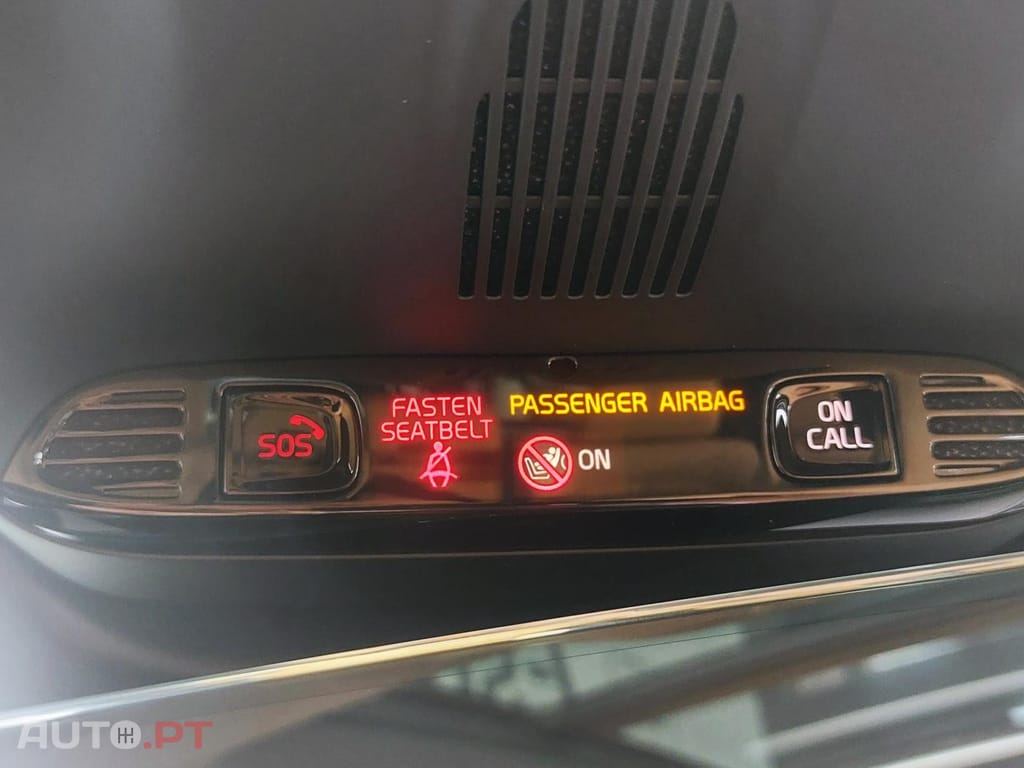 SOS
FASTEN
SEATBELT
PASSENGER AIRBAG
ON
ON
CALL
AUTO.PT